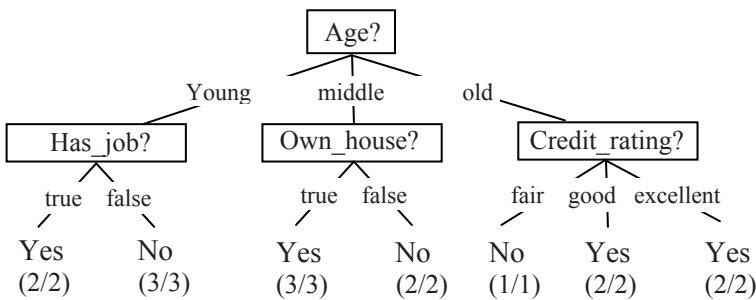 Age?
Young middle old
Has_job? Own_house? Credit_rating?
true false true false fair good excellent
Yes No Yes No No Yes Yes
(2/2) (3/3) (3/3) (2/2) (1/1) (2/2) (2/2)